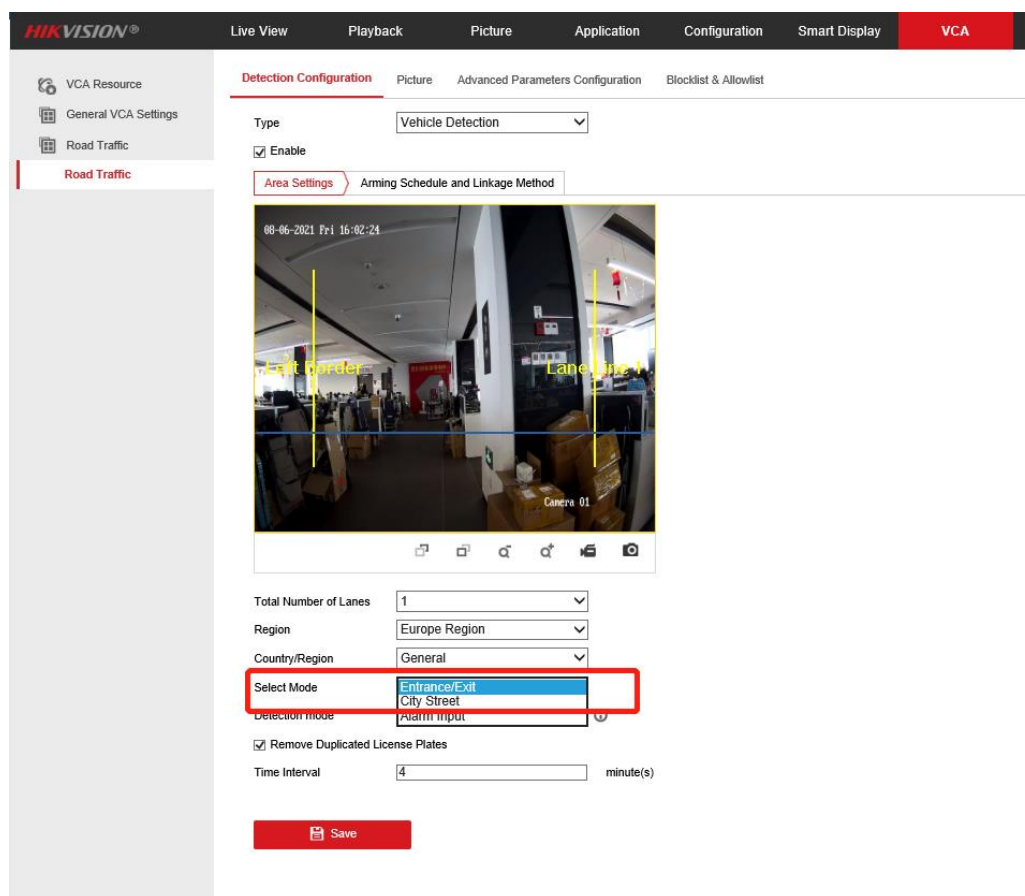 HIKVISION®
Live View Playback Picture Application Configuration Smart Display VCA
VCA Resource
General VCA Settings
Road Traffic
Road Traffic
Detection Configuration Picture Advanced Parameters Configuration Blocklist & Allowlist
Type Vehicle Detection
Enable
Area Settings Arming Schedule and Linkage Method
08-06-2021 Fri 16:02:24
Left Border Lane Line 1
Camera 01
Total Number of Lanes 1
Region Europe Region
Country/Region General
Select Mode Entrance/Exit
City Street
Detection mode Alarm Input
Remove Duplicated License Plates
Time Interval 4 minute(s)
Save